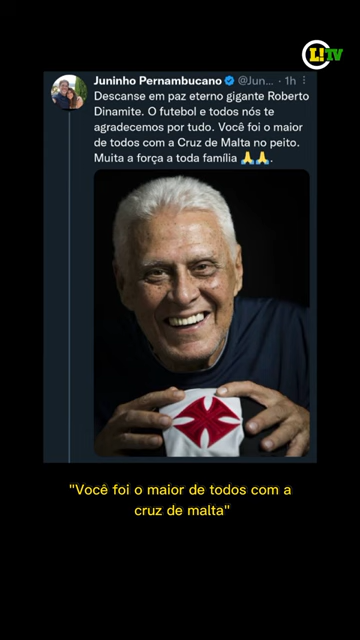 L!TV
Juninho Pernambucano @Jun... · 1h
Descanse em paz eterno gigante Roberto
Dinamite. O futebol e todos nós te
agradecemos por tudo. Você foi o maior
de todos com a Cruz de Malta no peito.
Muita a força a toda família 🙏🙏.
"Você foi o maior de todos com a
cruz de malta"